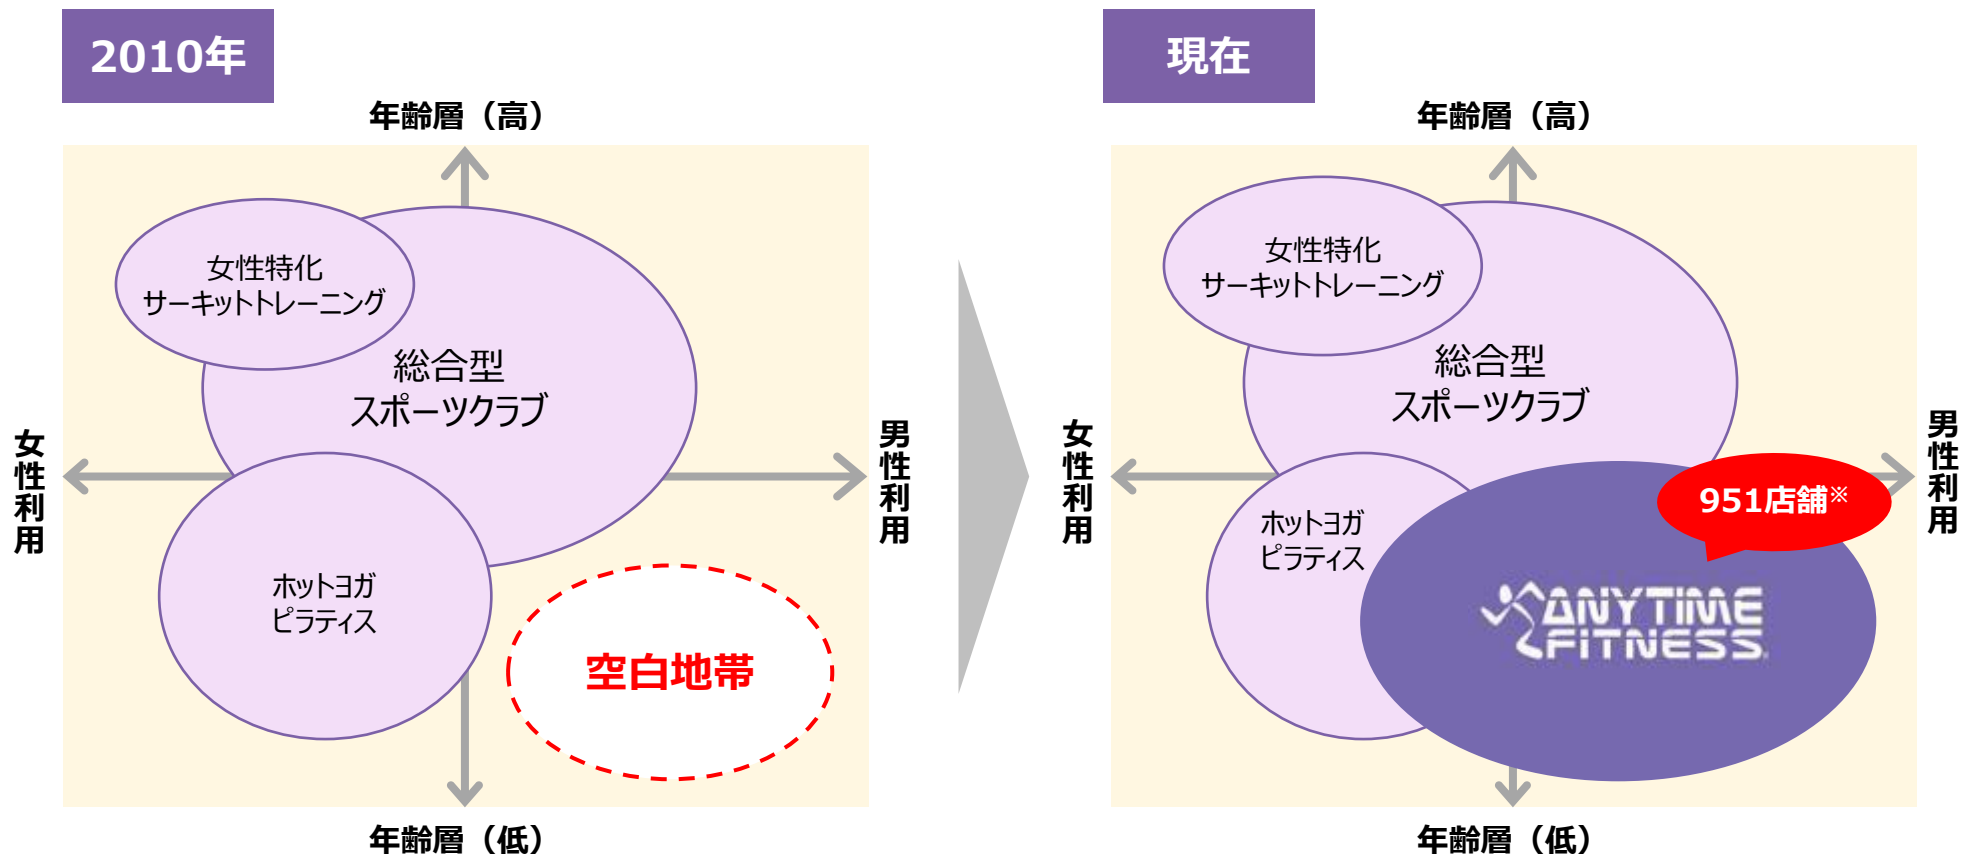 2010年
年齢層（高）
女性特化
サーキットトレーニング
総合型
スポーツクラブ
女性利用
男性利用
ホットヨガ
ピラティス
空白地帯
年齢層（低）
現在
年齢層（高）
女性特化
サーキットトレーニング
総合型
スポーツクラブ
女性利用
男性利用
951店舗※
ホットヨガ
ピラティス
ANYTIME
FITNESS
年齢層（低）